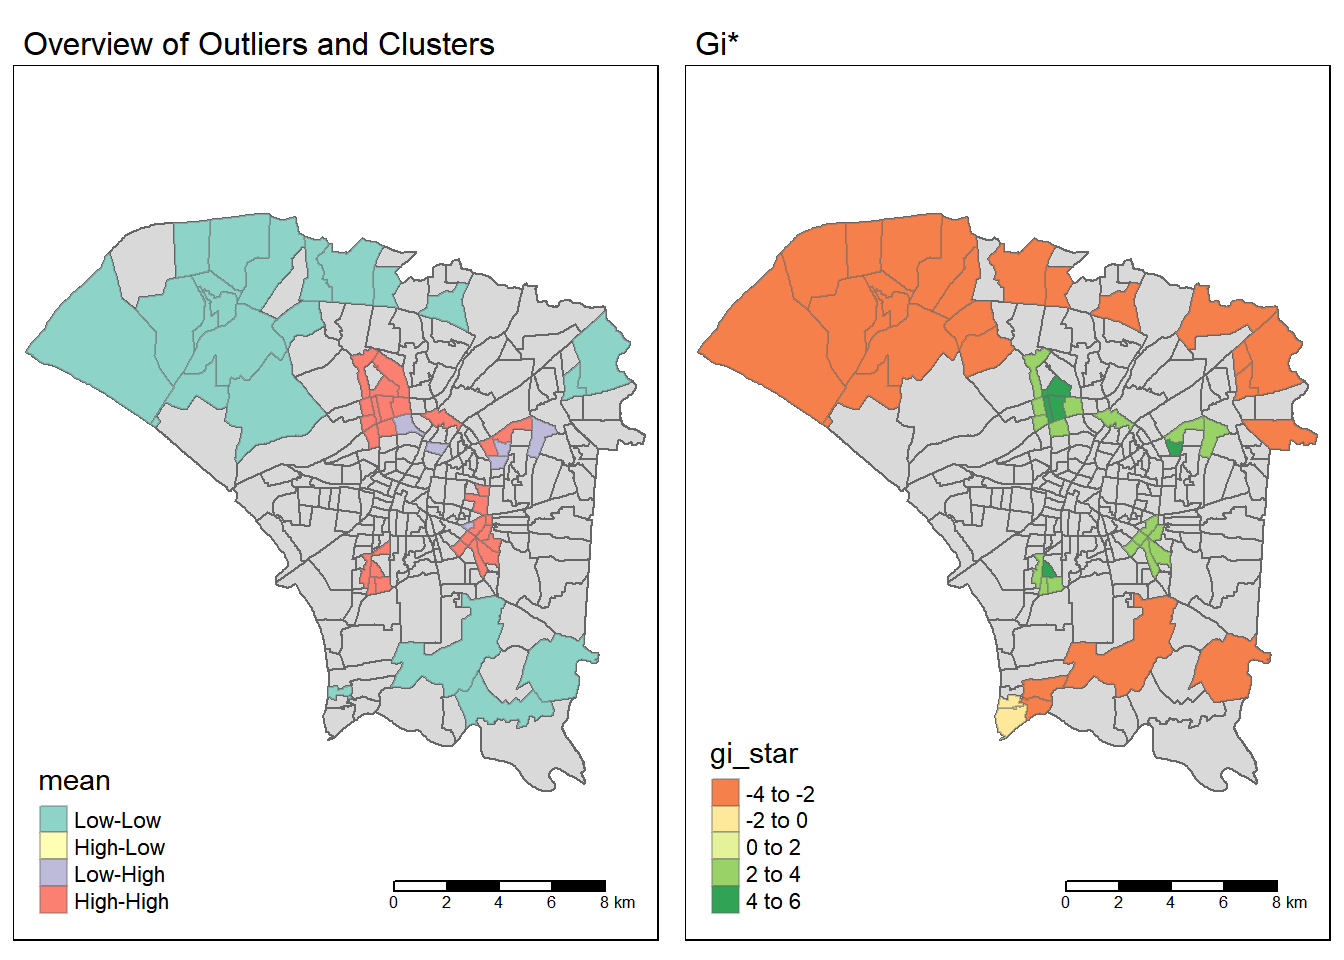 Overview of Outliers and Clusters
mean
Low-Low
High-Low
Low-High
High-High
0 2 4 6 8 km
Gi*
gi_star
-4 to -2
-2 to 0
0 to 2
2 to 4
4 to 6
0 2 4 6 8 km